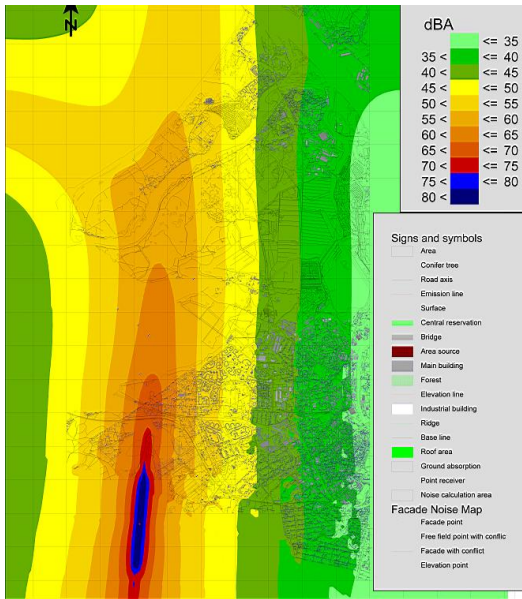 N
dBA
<= 35
35 < <= 40
40 < <= 45
45 < <= 50
50 < <= 55
55 < <= 60
60 < <= 65
65 < <= 70
70 < <= 75
75 < <= 80
80 <
Signs and symbols
Area
Conifer tree
Road axis
Emission line
Surface
Central reservation
Bridge
Area source
Main building
Forest
Elevation line
Industrial building
Ridge
Base line
Roof area
Ground absorption
Point receiver
Noise calculation area
Facade Noise Map
Facade point
Free field point with conflic
Facade with conflict
Elevation point